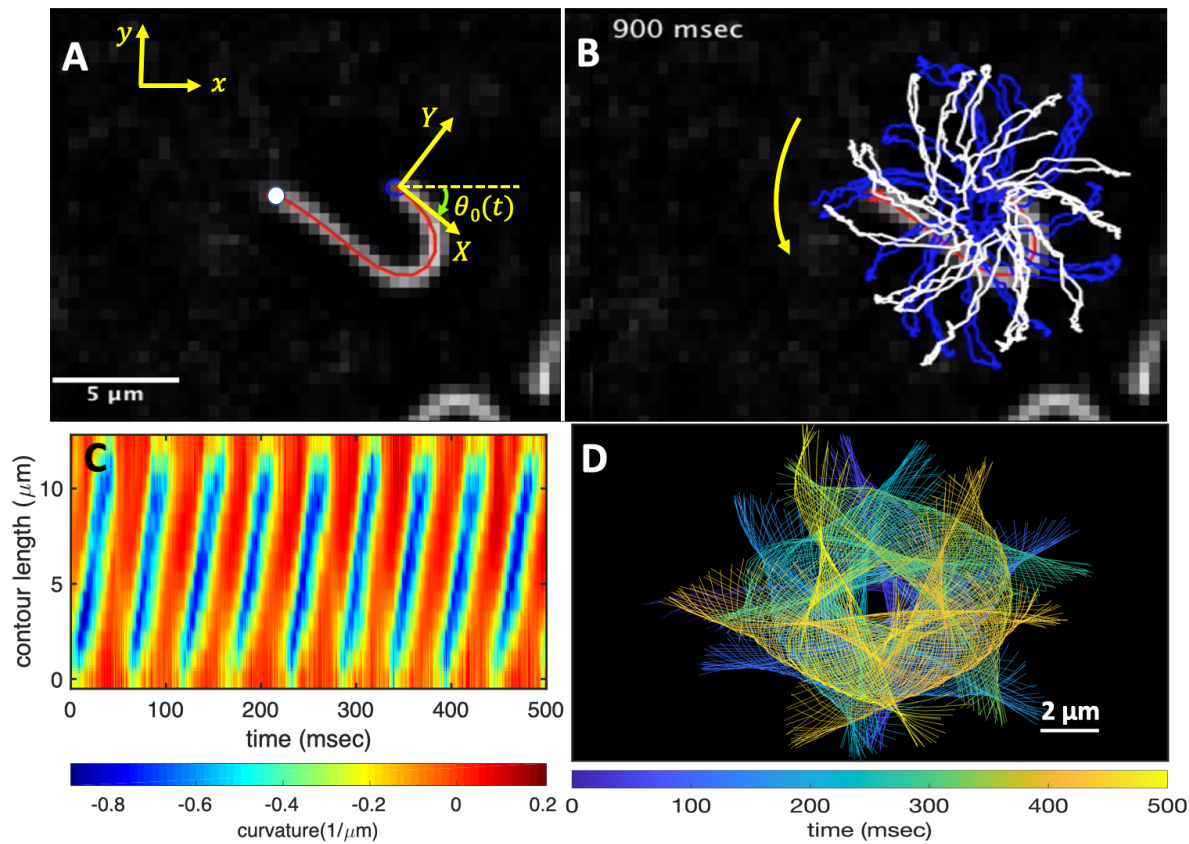 A
y
x
Y
θ₀(t)
X
5 μm
B
900 msec
C
contour length (μm)
10
5
0
0 100 200 300 400 500
time (msec)
-0.8 -0.6 -0.4 -0.2 0 0.2
curvature(1/μm)
D
2 μm
0 100 200 300 400 500
time (msec)